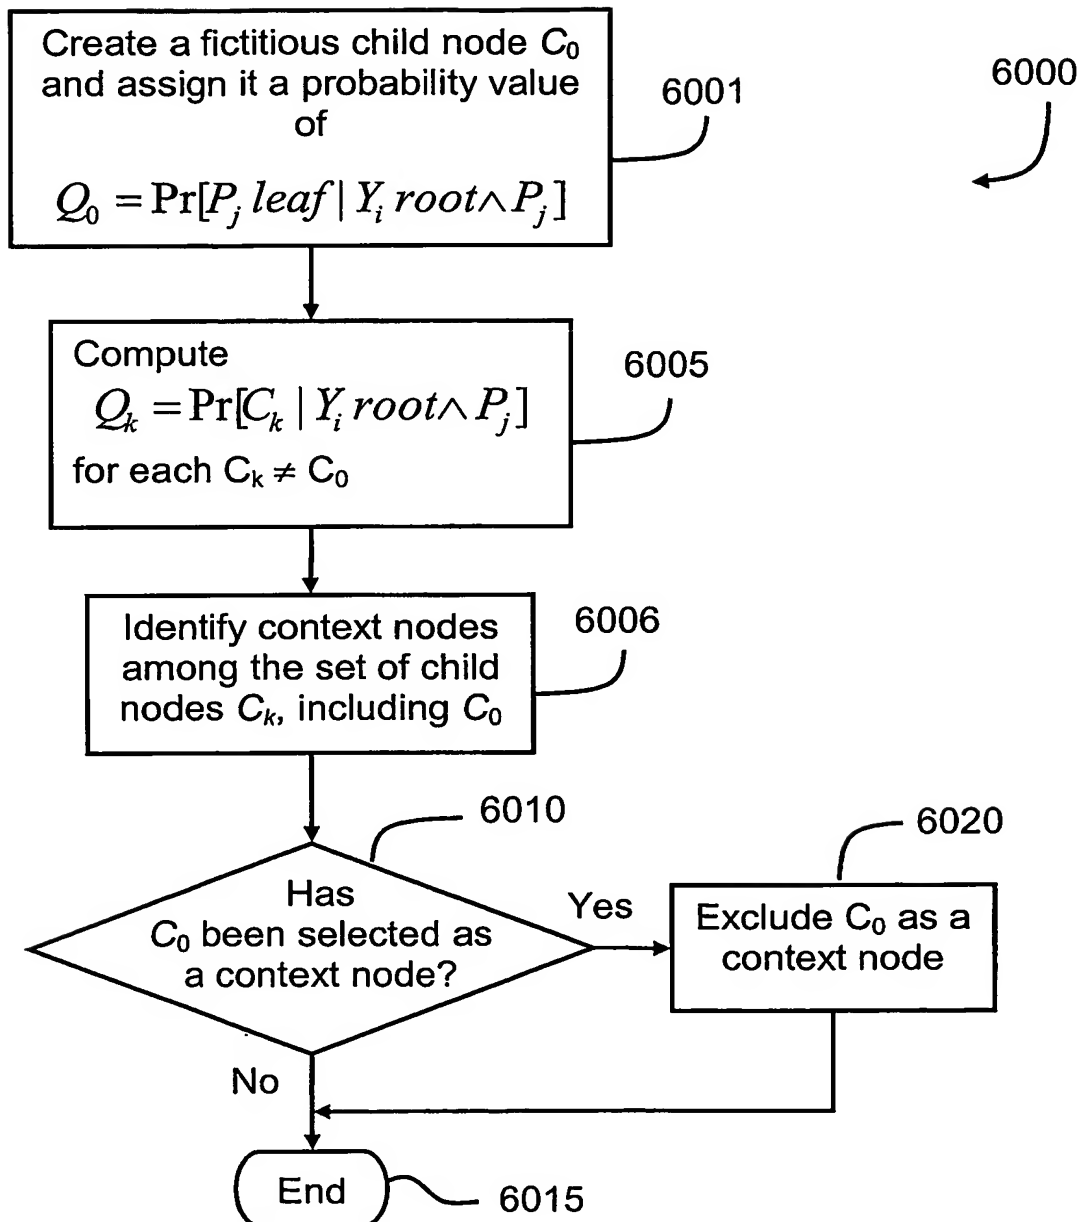 Create a fictitious child node C₀
and assign it a probability value
of
Q₀ = Pr[Pⱼ leaf | Yᵢ root ∧ Pⱼ]
6001
6000
Compute
Qₖ = Pr[Cₖ | Yᵢ root ∧ Pⱼ]
for each Cₖ ≠ C₀
6005
Identify context nodes
among the set of child
nodes Cₖ, including C₀
6006
6010
Has
C₀ been selected as
a context node?
Yes
6020
Exclude C₀ as a
context node
No
End
6015